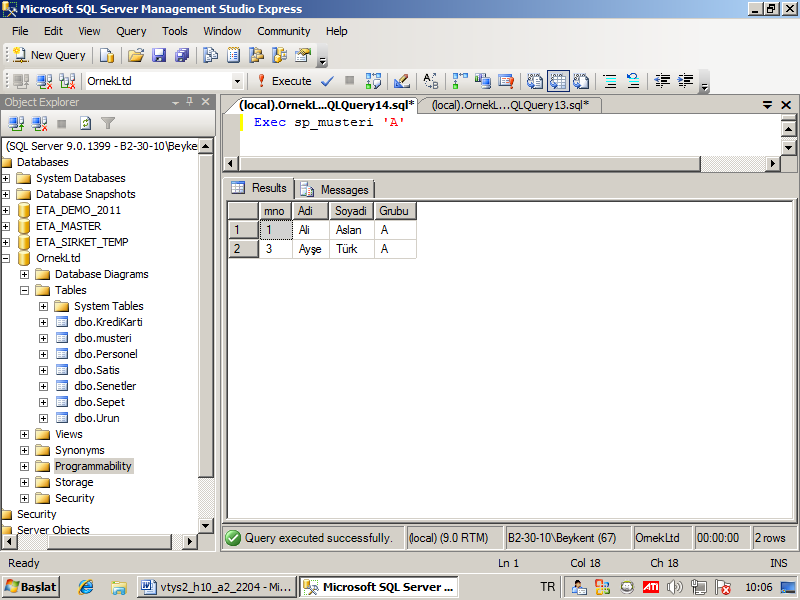 Microsoft SQL Server Management Studio Express
File Edit View Query Tools Window Community Help
New Query
OrnekLtd Execute
Object Explorer
(local).OrnekL...QLQuery14.sql* (local).OrnekL...QLQuery13.sql*
Exec sp_musteri 'A'
(SQL Server 9.0.1399 - B2-30-10\Beyke
Databases
System Databases
Database Snapshots
ETA_DEMO_2011
ETA_MASTER
ETA_SIRKET_TEMP
OrnekLtd
Database Diagrams
Tables
System Tables
dbo.KrediKarti
dbo.musteri
dbo.Personel
dbo.Satis
dbo.Senetler
dbo.Sepet
dbo.Urun
Views
Synonyms
Programmability
Storage
Security
Security
Server Objects
Results Messages
mno Adi Soyadi Grubu
1 1 Ali Aslan A
2 3 Ayşe Türk A
Query executed successfully. (local) (9.0 RTM) B2-30-10\Beykent (67) OrnekLtd 00:00:00 2 rows
Ready Ln 1 Col 18 Ch 18 INS
Başlat vtys2_h10_a2_2204 - Mi... Microsoft SQL Server ... TR ATI 10:06